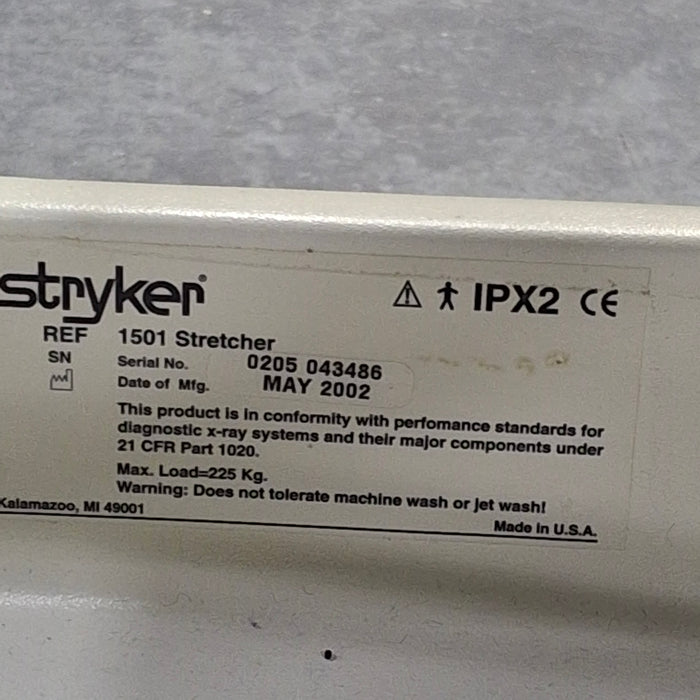 stryker®
⚠ IPX2 CE
REF 1501 Stretcher
SN Serial No. 0205 043486
Date of Mfg. MAY 2002
This product is in conformity with perfomance standards for
diagnostic x-ray systems and their major components under
21 CFR Part 1020.
Max. Load=225 Kg.
Warning: Does not tolerate machine wash or jet wash!
Kalamazoo, MI 49001
Made in U.S.A.